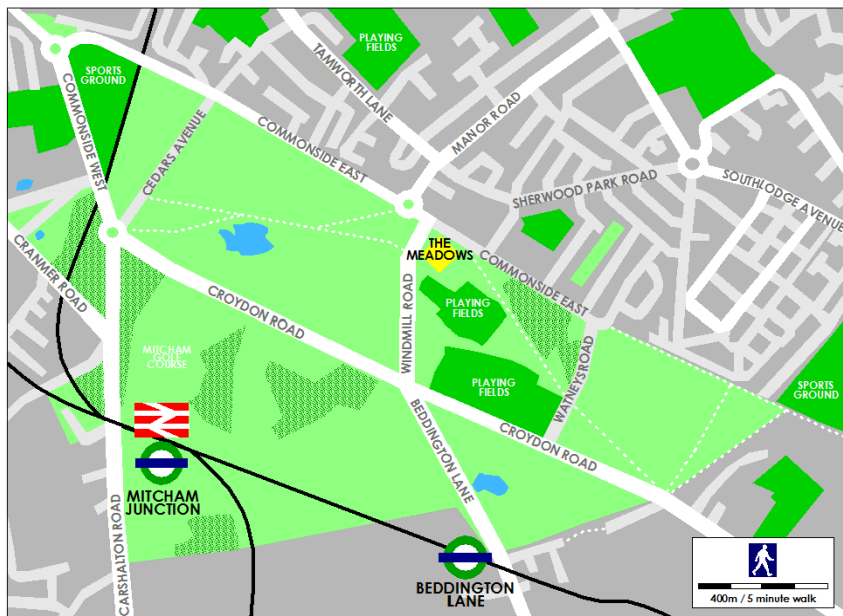 PLAYING
FIELDS
TAMWORTH LANE
SPORTS
GROUND
MANOR ROAD
COMMONSIDE WEST
CEDARS AVENUE
COMMONSIDE EAST
SHERWOOD PARK ROAD
SOUTHLODGE AVENUE
CRANMER ROAD
THE
MEADOWS
COMMONSIDE EAST
CROYDON ROAD
WINDMILL ROAD
PLAYING
FIELDS
MITCHAM
GOLF
COURSE
WATNEYSROAD
PLAYING
FIELDS
SPORTS
GROUND
BEDDINGTON LANE
CROYDON ROAD
MITCHAM
JUNCTION
CARSHALTON ROAD
BEDDINGTON
LANE
400m / 5 minute walk